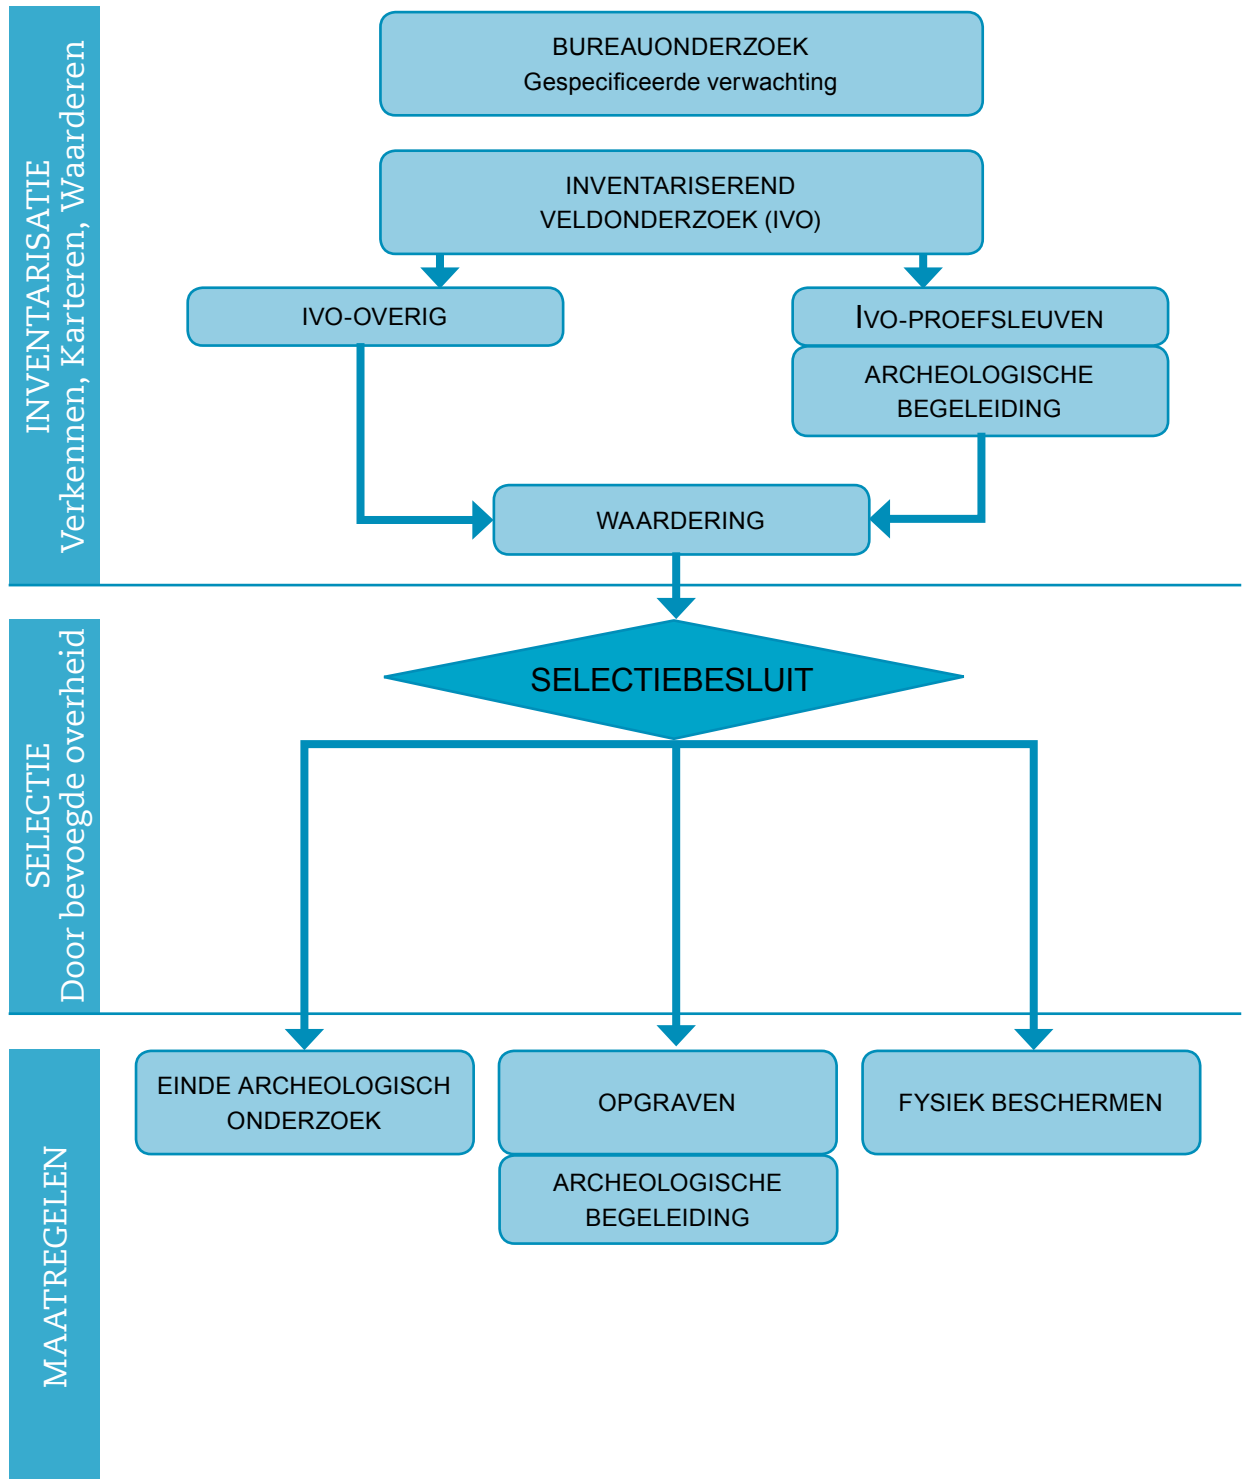 INVENTARISATIE
Verkennen, Karteren, Waarderen
BUREAUONDERZOEK
Gespecificeerde verwachting
INVENTARISEREND
VELDONDERZOEK (IVO)
IVO-OVERIG
IVO-PROEFSLEUVEN
ARCHEOLOGISCHE
BEGELEIDING
WAARDERING
SELECTIE
Door bevoegde overheid
SELECTIEBESLUIT
MAATREGELEN
EINDE ARCHEOLOGISCH
ONDERZOEK
OPGRAVEN
ARCHEOLOGISCHE
BEGELEIDING
FYSIEK BESCHERMEN